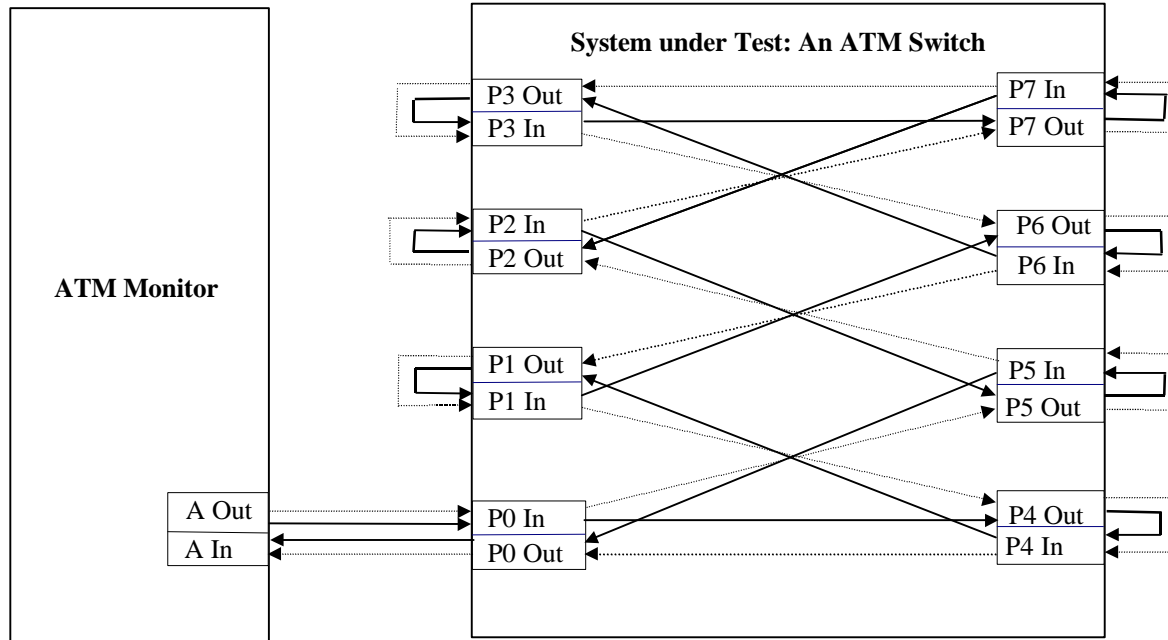 System under Test: An ATM Switch
P3 Out
P3 In
P7 In
P7 Out
P2 In
P2 Out
P6 Out
P6 In
ATM Monitor
P1 Out
P1 In
P5 In
P5 Out
A Out
A In
P0 In
P0 Out
P4 Out
P4 In